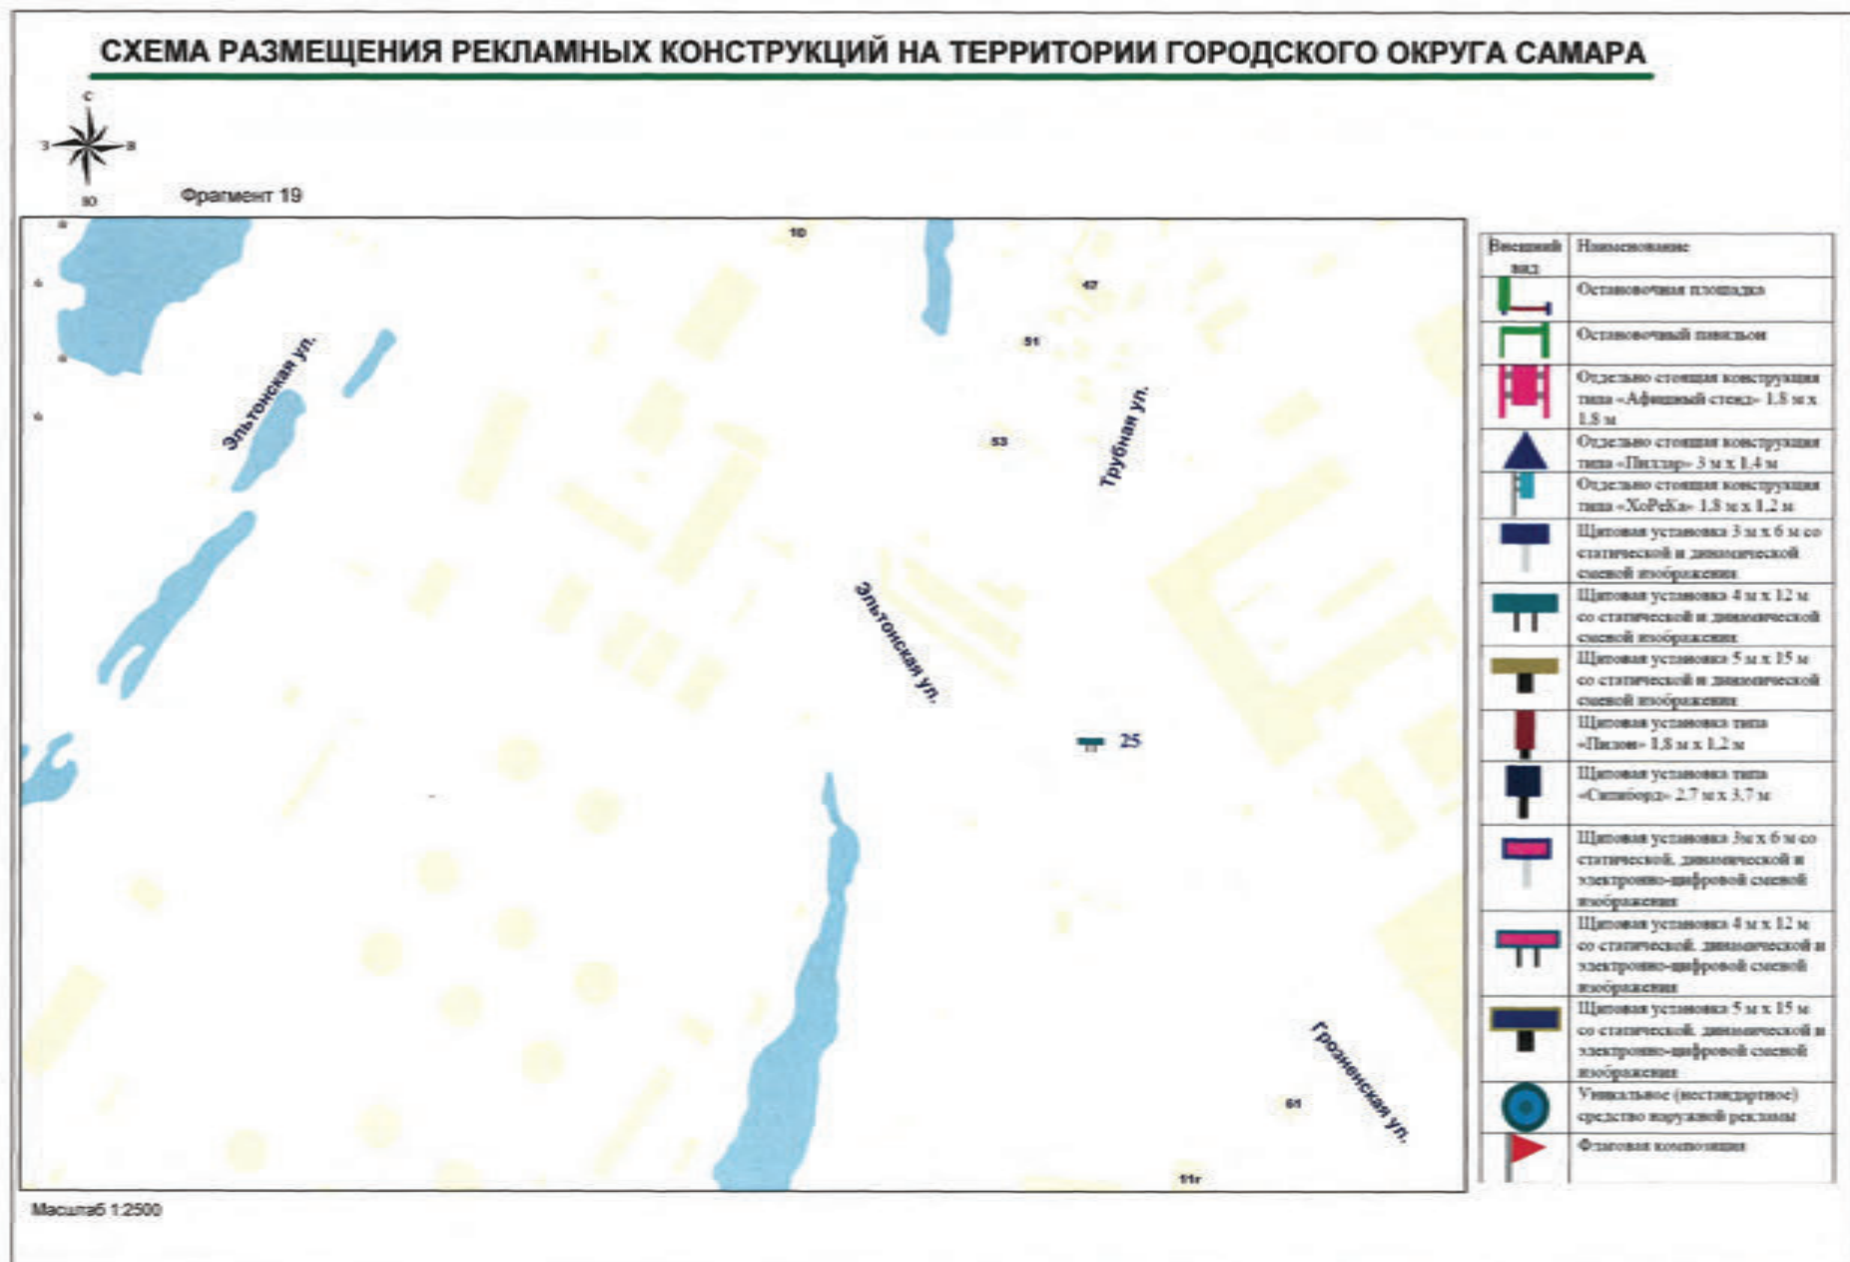 СХЕМА РАЗМЕЩЕНИЯ РЕКЛАМНЫХ КОНСТРУКЦИЙ НА ТЕРРИТОРИИ ГОРОДСКОГО ОКРУГА САМАРА
С
З
В
Ю
Фрагмент 19
10
47
51
Эльтонская ул.
53
Трубная ул.
Эльтонская ул.
25
Грозненская ул.
61
11г
Масштаб 1:2500
Внешний вид
Наименование
Остановочная площадка
Остановочный павильон
Отдельно стоящая конструкция
типа «Афишный стенд» 1,8 м х
1,8 м
Отдельно стоящая конструкция
типа «Пиллар» 3 м х 1,4 м
Отдельно стоящая конструкция
типа «ХоРеКа» 1,8 м х 1,2 м
Щитовая установка 3 м х 6 м со
статической и динамической
сменой изображения
Щитовая установка 4 м х 12 м
со статической и динамической
сменой изображения
Щитовая установка 5 м х 15 м
со статической и динамической
сменой изображения
Щитовая установка типа
«Пилон» 1,8 м х 1,2 м
Щитовая установка типа
«Ситиборд» 2,7 м х 3,7 м
Щитовая установка 3м х 6 м со
статической, динамической и
электронно-цифровой сменой
изображения
Щитовая установка 4 м х 12 м
со статической, динамической и
электронно-цифровой сменой
изображения
Щитовая установка 5 м х 15 м
со статической, динамической и
электронно-цифровой сменой
изображения
Уникальное (нестандартное)
средство наружной рекламы
Флаговая композиция